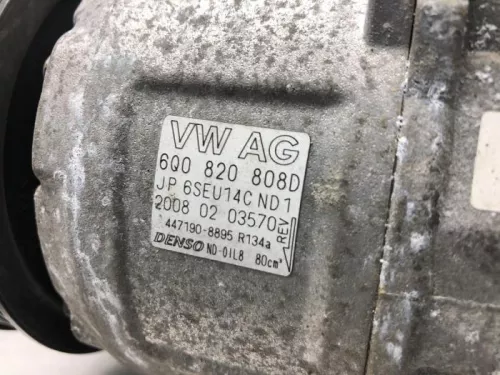 VW AG
6Q0 820 808D
JP 6SEU14C ND1
2008 02 03570
REV
447190-8895 R134a
DENSO ND-OIL8 80cm³